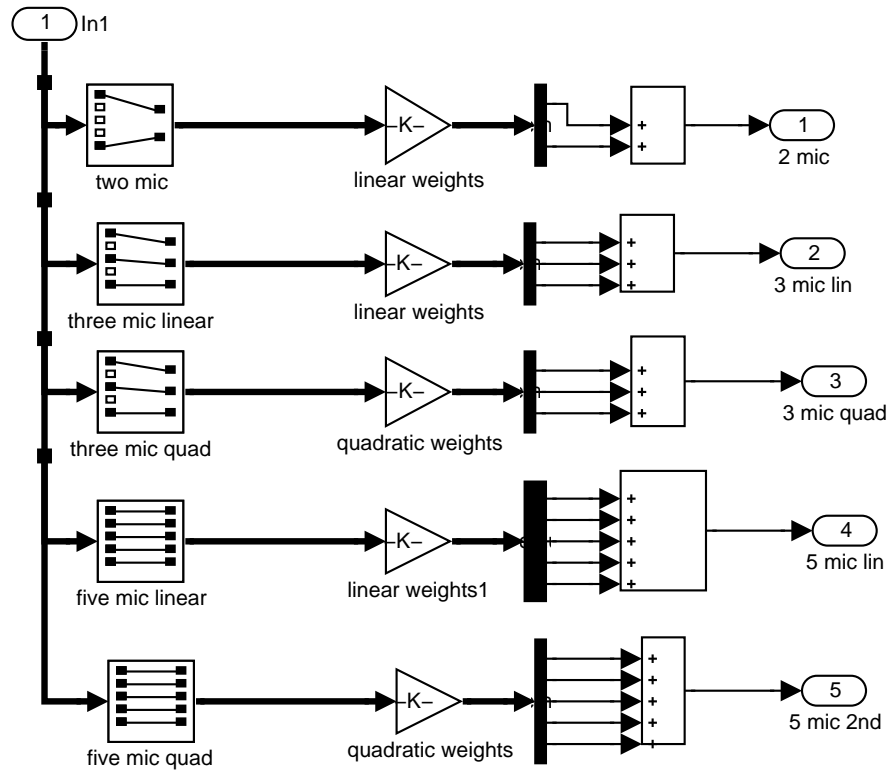 1 In1
two mic
-K-
linear weights
+
+
1
2 mic
three mic linear
-K-
linear weights
+
+
+
2
3 mic lin
three mic quad
-K-
quadratic weights
+
+
+
3
3 mic quad
five mic linear
-K-
linear weights1
+
+
+
+
+
4
5 mic lin
five mic quad
-K-
quadratic weights
+
+
+
+
+
5
5 mic 2nd